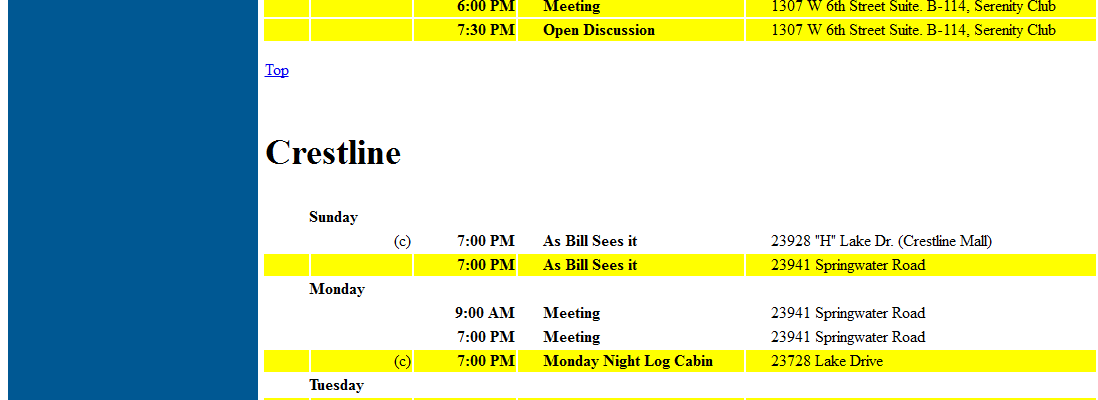 6:00 PM Meeting 1307 W 6th Street Suite. B-114, Serenity Club
7:30 PM Open Discussion 1307 W 6th Street Suite. B-114, Serenity Club
Top
Crestline
Sunday
(c) 7:00 PM As Bill Sees it 23928 "H" Lake Dr. (Crestline Mall)
7:00 PM As Bill Sees it 23941 Springwater Road
Monday
9:00 AM Meeting 23941 Springwater Road
7:00 PM Meeting 23941 Springwater Road
(c) 7:00 PM Monday Night Log Cabin 23728 Lake Drive
Tuesday